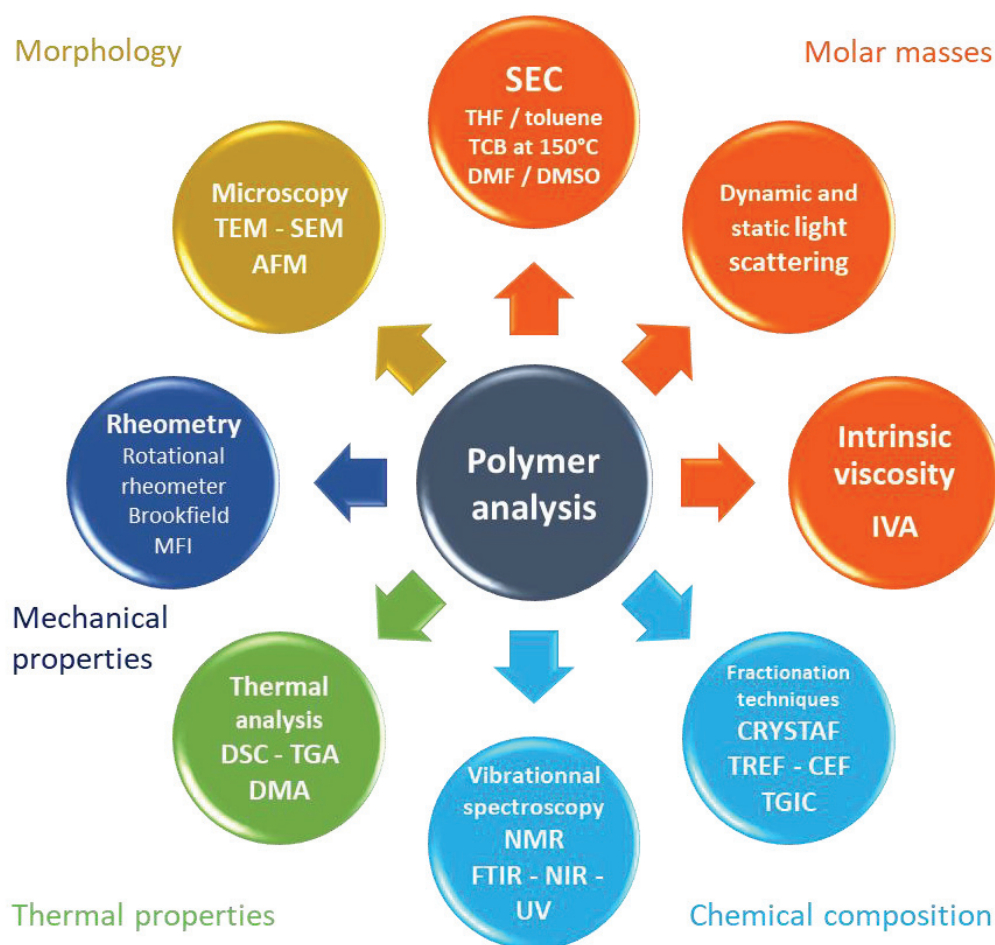 Morphology
Molar masses
SEC
THF / toluene
TCB at 150°C
DMF / DMSO
Microscopy
TEM - SEM
AFM
Dynamic and
static light
scattering
Rheometry
Rotational
rheometer
Brookfield
MFI
Polymer
analysis
Intrinsic
viscosity
IVA
Mechanical
properties
Thermal
analysis
DSC - TGA
DMA
Vibrationnal
spectroscopy
NMR
FTIR - NIR -
UV
Fractionation
techniques
CRYSTAF
TREF - CEF
TGIC
Thermal properties
Chemical composition